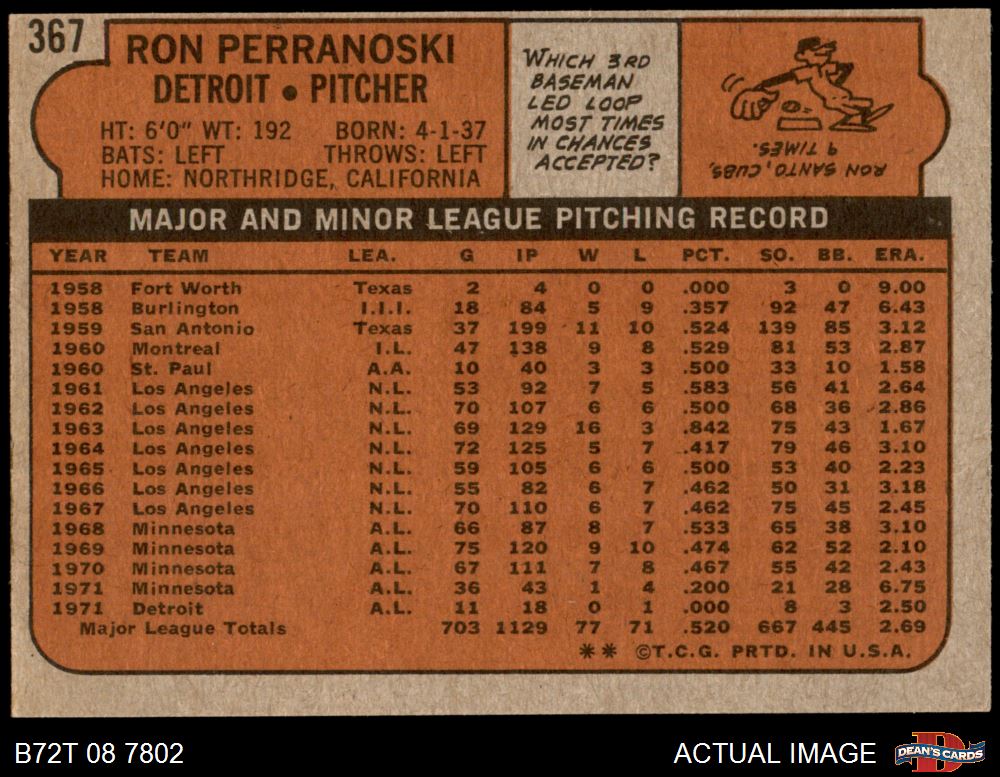 367
RON PERRANOSKI
DETROIT • PITCHER
HT: 6'0" WT: 192 BORN: 4-1-37
BATS: LEFT THROWS: LEFT
HOME: NORTHRIDGE, CALIFORNIA
WHICH 3RD
BASEMAN
LED LOOP
MOST TIMES
IN CHANCES
ACCEPTED?
RON SANTO, CUBS,
9 TIMES.
MAJOR AND MINOR LEAGUE PITCHING RECORD
YEAR TEAM LEA. G IP W L PCT. SO. BB. ERA.
1958 Fort Worth Texas 2 4 0 0 .000 3 0 9.00
1958 Burlington I.I.I. 18 84 5 9 .357 92 47 6.43
1959 San Antonio Texas 37 199 11 10 .524 139 85 3.12
1960 Montreal I.L. 47 138 9 8 .529 81 53 2.87
1960 St. Paul A.A. 10 40 3 3 .500 33 10 1.58
1961 Los Angeles N.L. 53 92 7 5 .583 56 41 2.64
1962 Los Angeles N.L. 70 107 6 6 .500 68 36 2.86
1963 Los Angeles N.L. 69 129 16 3 .842 75 43 1.67
1964 Los Angeles N.L. 72 125 5 7 .417 79 46 3.10
1965 Los Angeles N.L. 59 105 6 6 .500 53 40 2.23
1966 Los Angeles N.L. 55 82 6 7 .462 50 31 3.18
1967 Los Angeles N.L. 70 110 6 7 .462 75 45 2.45
1968 Minnesota A.L. 66 87 8 7 .533 65 38 3.10
1969 Minnesota A.L. 75 120 9 10 .474 62 52 2.10
1970 Minnesota A.L. 67 111 7 8 .467 55 42 2.43
1971 Minnesota A.L. 36 43 1 4 .200 21 28 6.75
1971 Detroit A.L. 11 18 0 1 .000 8 3 2.50
Major League Totals 703 1129 77 71 .520 667 445 2.69
** ©T.C.G. PRTD. IN U.S.A.
B72T 08 7802
ACTUAL IMAGE
D
DEAN'S CARDS